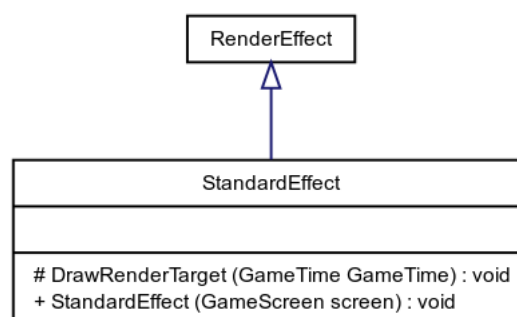 RenderEffect
StandardEffect
# DrawRenderTarget (GameTime GameTime) : void
+ StandardEffect (GameScreen screen) : void